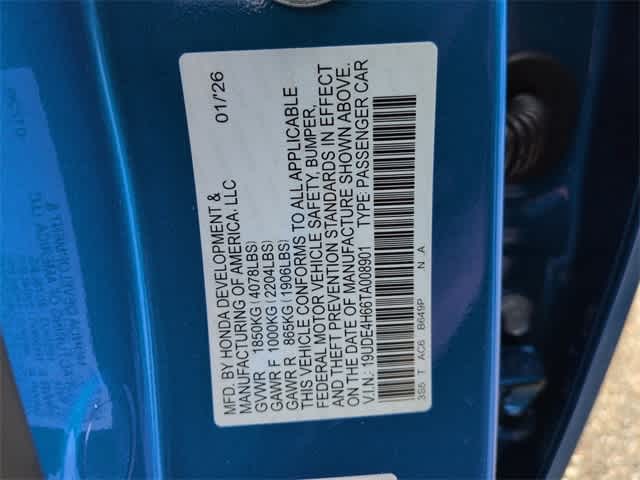 MFD. BY HONDA DEVELOPMENT & 01/'26
MANUFACTURING OF AMERICA, LLC
GVWR 1850KG(4078LBS)
GAWR F 1000KG(2204LBS)
GAWR R 865KG(1906LBS)
THIS VEHICLE CONFORMS TO ALL APPLICABLE
FEDERAL MOTOR VEHICLE SAFETY, BUMPER,
AND THEFT PREVENTION STANDARDS IN EFFECT
ON THE DATE OF MANUFACTURE SHOWN ABOVE.
V.I.N.: 19UDE4H66TA008901 TYPE: PASSENGER CAR
3S5 T AC6 B649P N A